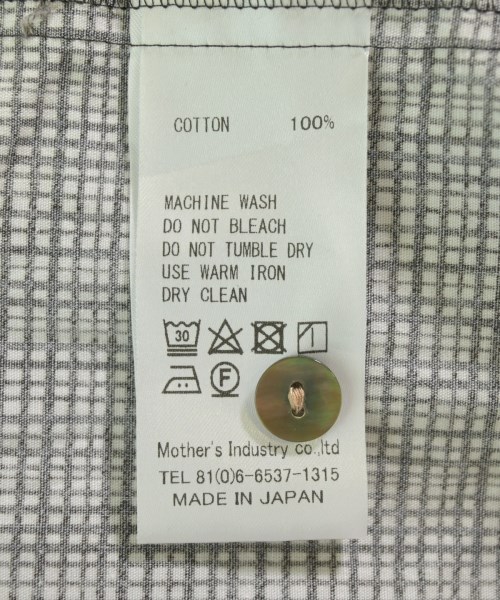 COTTON 100%
MACHINE WASH
DO NOT BLEACH
DO NOT TUMBLE DRY
USE WARM IRON
DRY CLEAN
30
F
Mother's Industry co.,ltd
TEL 81(0)6-6537-1315
MADE IN JAPAN